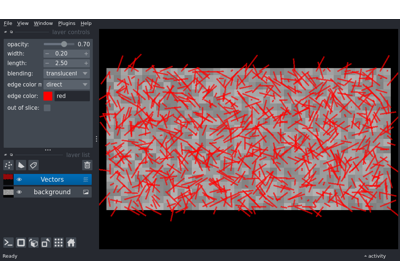 File View Window Plugins Help
layer controls
opacity: 0.70
width: 0.20
length: 2.50
blending: translucent
edge color m direct
edge color: red
out of slice:
layer list
Vectors
background
Ready
activity